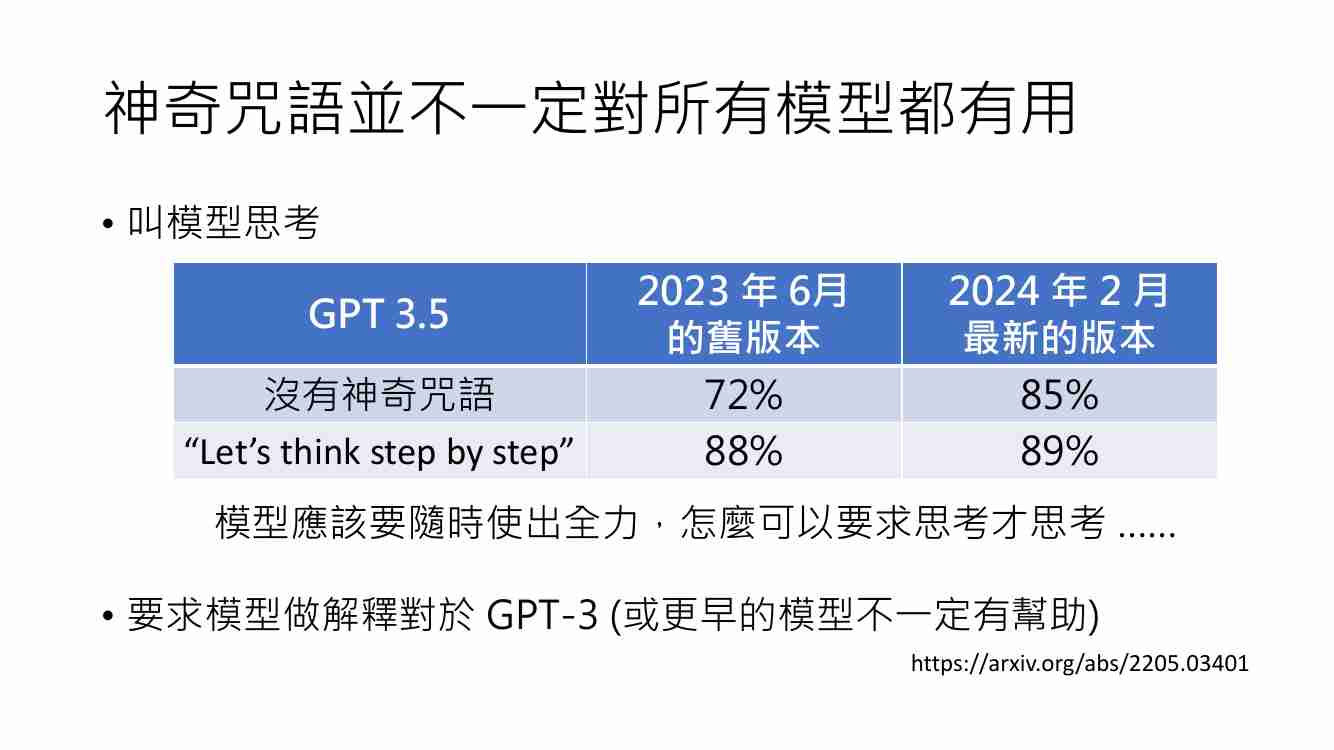 神奇咒語並不一定對所有模型都有用
• 叫模型思考
GPT 3.5
2023 年 6月
的舊版本
2024 年 2 月
最新的版本
沒有神奇咒語 72% 85%
“Let’s think step by step” 88% 89%
模型應該要隨時使出全力，怎麼可以要求思考才思考 ......
• 要求模型做解釋對於 GPT-3 (或更早的模型不一定有幫助)
https://arxiv.org/abs/2205.03401